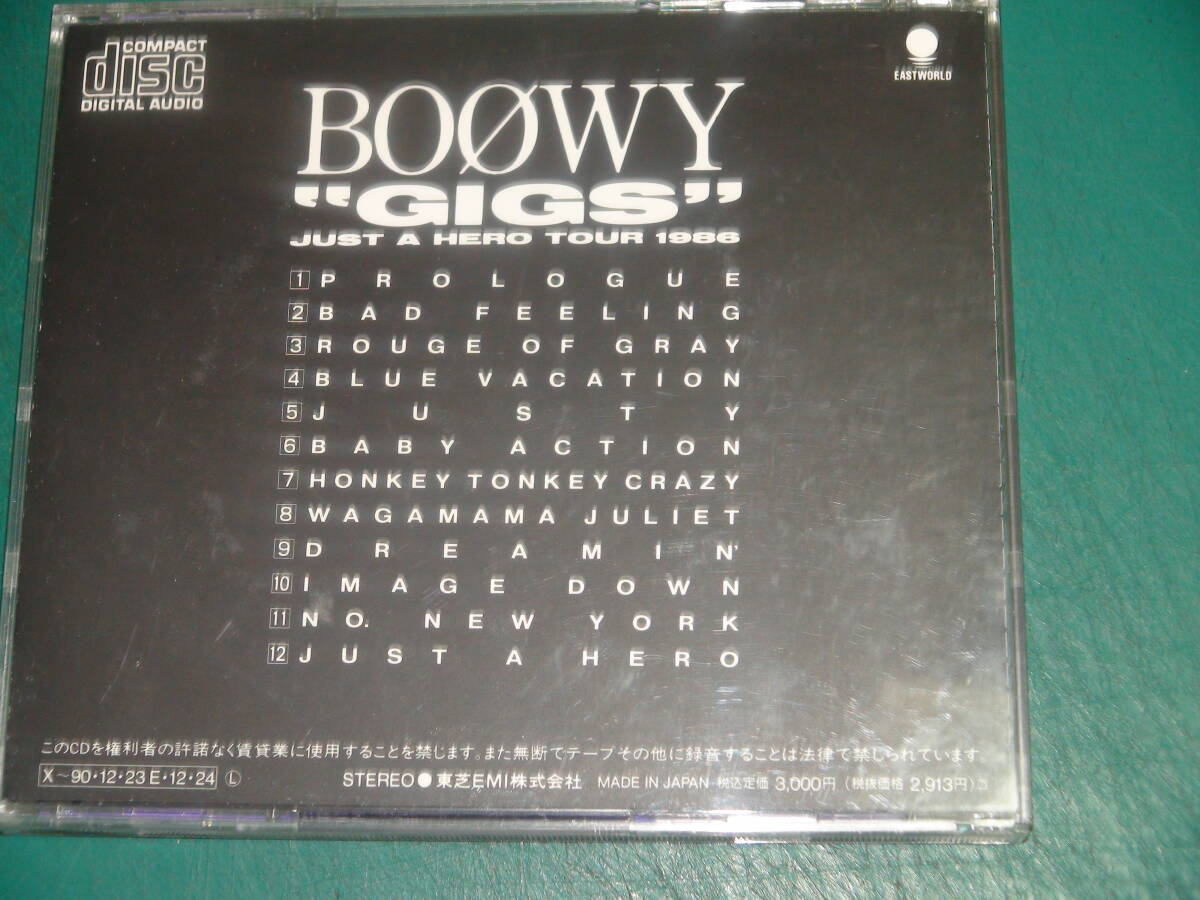 COMPACT
disc
DIGITAL AUDIO
EASTWORLD
BOØWY
"GIGS"
JUST A HERO TOUR 1986
1 PROLOGUE
2 BAD FEELING
3 ROUGE OF GRAY
4 BLUE VACATION
5 JUSTY
6 BABY ACTION
7 HONKEY TONKEY CRAZY
8 WAGAMAMA JULIET
9 DREAMIN'
10 IMAGE DOWN
11 NO. NEW YORK
12 JUST A HERO
このCDを権利者の許諾なく賃貸業に使用することを禁じます。また無断でテープその他に録音することは法律で禁じられています。
X～90・12・23 E・12・24 Ⓛ STEREO●東芝EMI株式会社 MADE IN JAPAN 税込定価 3,000円 (税抜価格 2,913円)